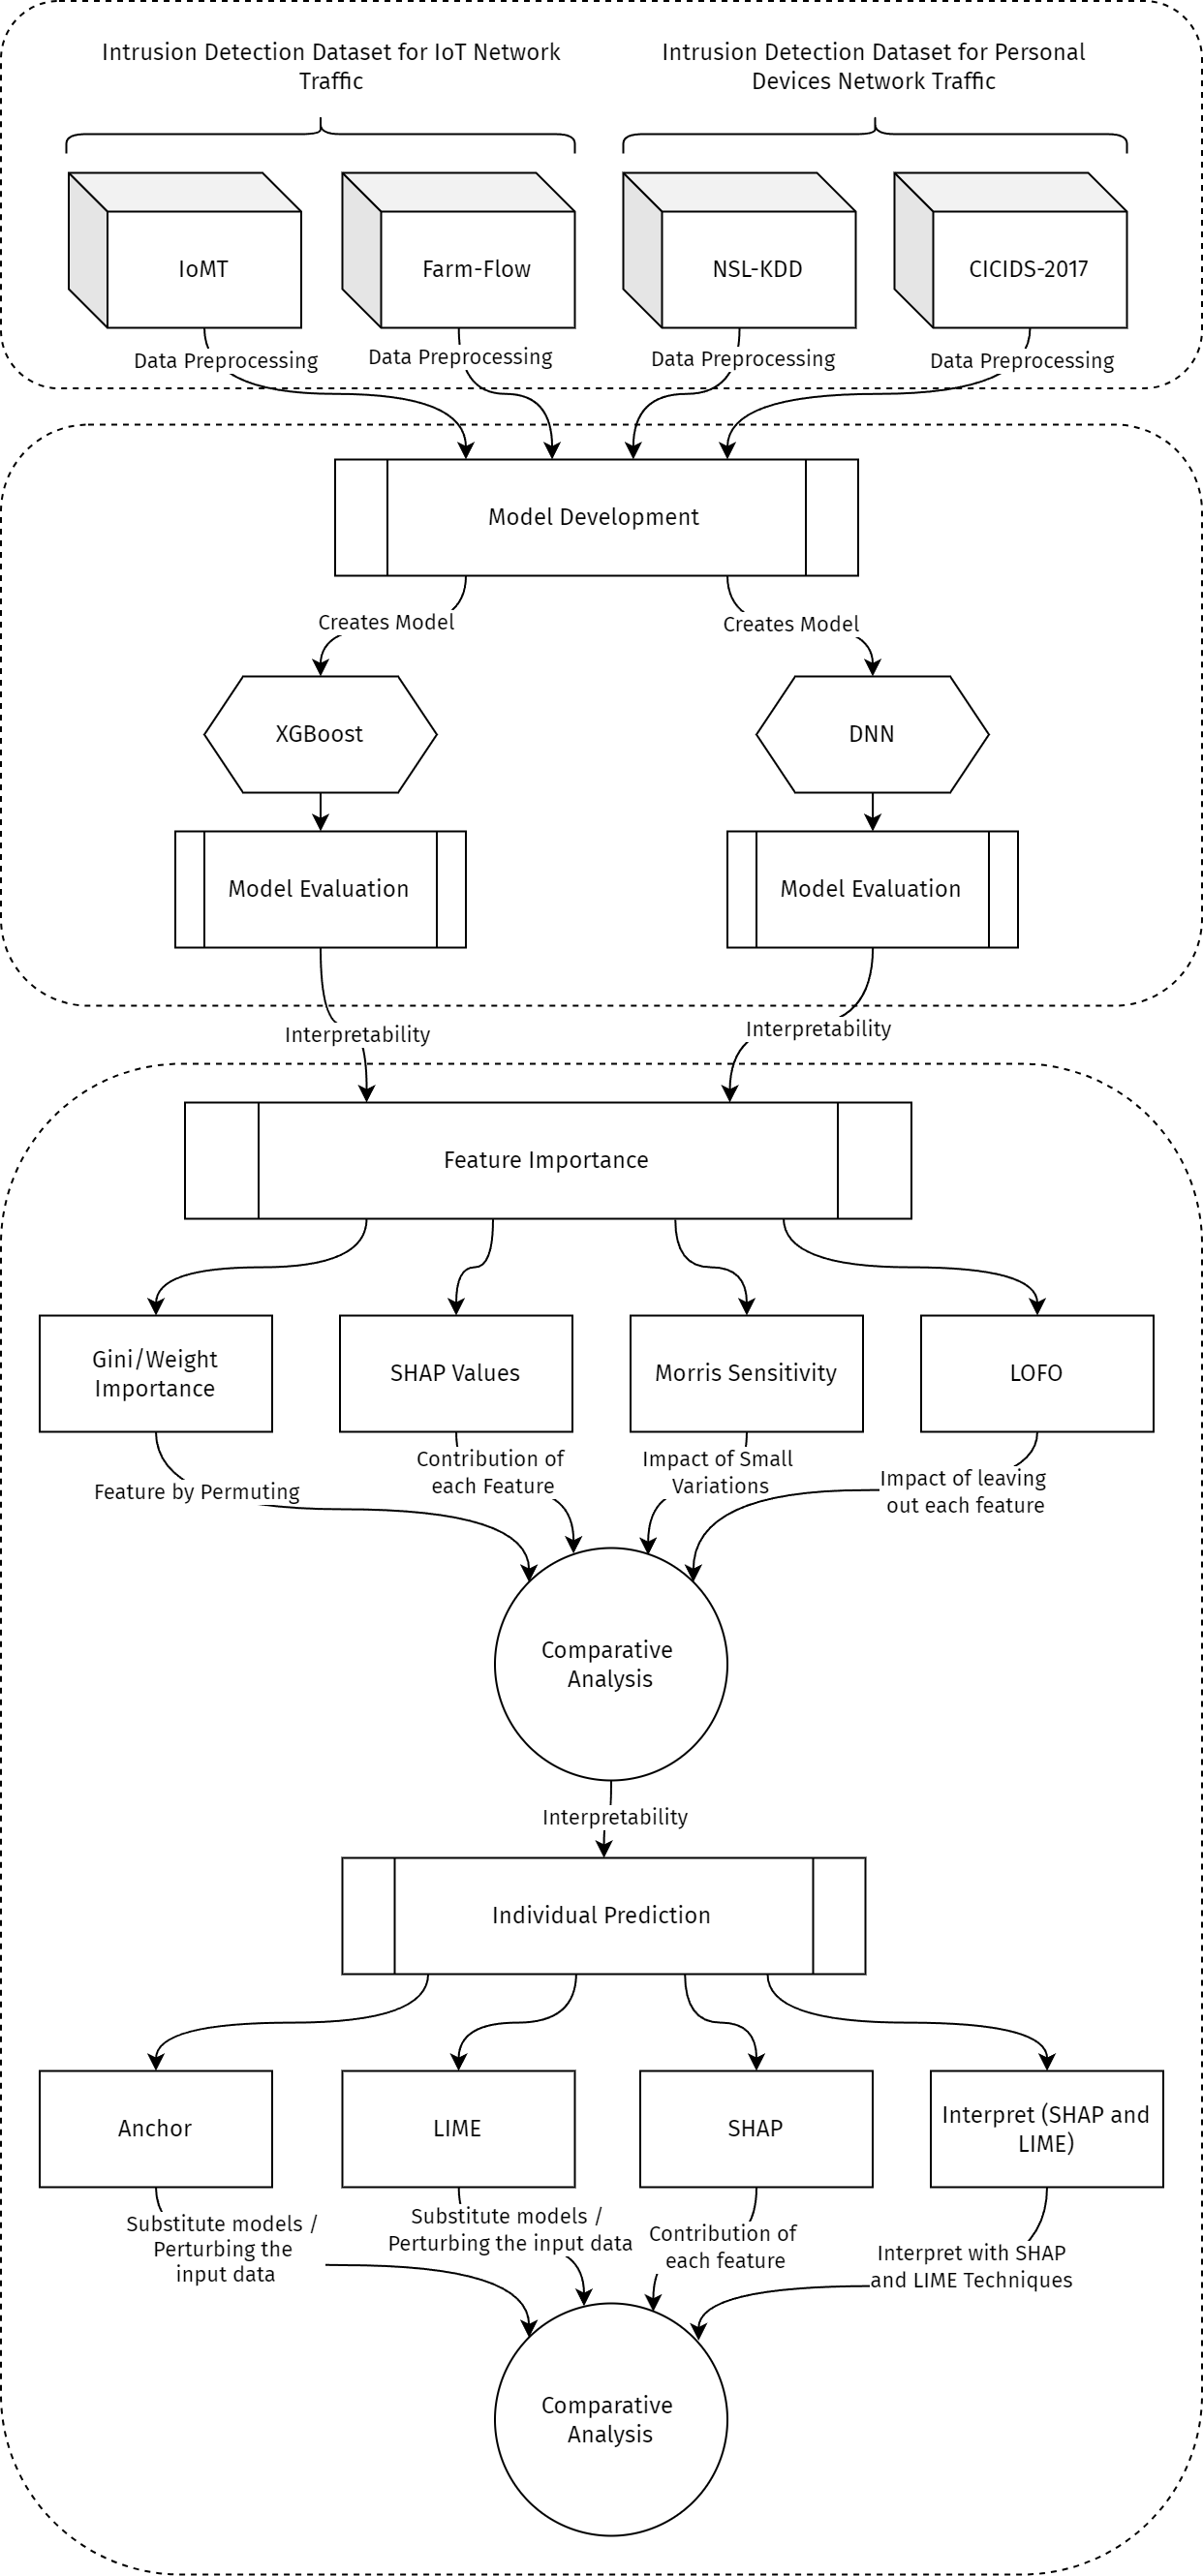 Intrusion Detection Dataset for IoT Network
Traffic
Intrusion Detection Dataset for Personal
Devices Network Traffic
IoMT
Farm-Flow
NSL-KDD
CICIDS-2017
Data Preprocessing
Data Preprocessing
Data Preprocessing
Data Preprocessing
Model Development
Creates Model
Creates Model
XGBoost
DNN
Model Evaluation
Model Evaluation
Interpretability
Interpretability
Feature Importance
Gini/Weight
Importance
SHAP Values
Morris Sensitivity
LOFO
Feature by Permuting
Contribution of
each Feature
Impact of Small
Variations
Impact of leaving
out each feature
Comparative
Analysis
Interpretability
Individual Prediction
Anchor
LIME
SHAP
Interpret (SHAP and
LIME)
Substitute models /
Perturbing the
input data
Substitute models /
Perturbing the input data
Contribution of
each feature
Interpret with SHAP
and LIME Techniques
Comparative
Analysis